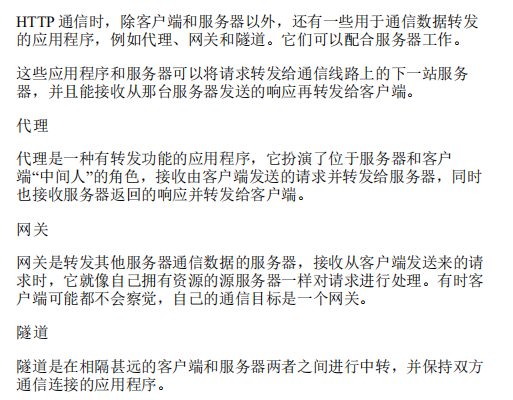 HTTP 通信时，除客户端和服务器以外，还有一些用于通信数据转发
的应用程序，例如代理、网关和隧道。它们可以配合服务器工作。
这些应用程序和服务器可以将请求转发给通信线路上的下一站服务
器，并且能接收从那台服务器发送的响应再转发给客户端。
代理
代理是一种有转发功能的应用程序，它扮演了位于服务器和客户
端“中间人”的角色，接收由客户端发送的请求并转发给服务器，同时
也接收服务器返回的响应并转发给客户端。
网关
网关是转发其他服务器通信数据的服务器，接收从客户端发送来的请
求时，它就像自己拥有资源的源服务器一样对请求进行处理。有时客
户端可能都不会察觉，自己的通信目标是一个网关。
隧道
隧道是在相隔甚远的客户端和服务器两者之间进行中转，并保持双方
通信连接的应用程序。